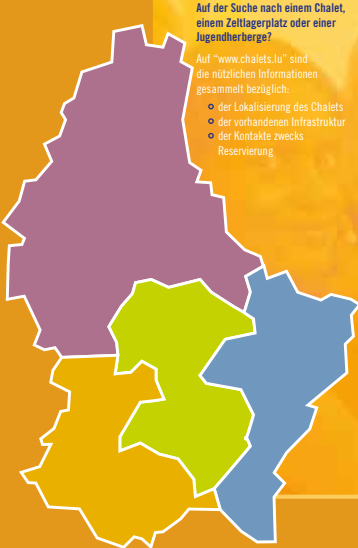 Auf der Suche nach einem Chalet,
einem Zeltlagerplatz oder einer
Jugendherberge?
Auf "www.chalets.lu" sind
die nützlichen Informationen
gesammelt bezüglich:
der Lokalisierung des Chalets
der vorhandenen Infrastruktur
der Kontakte zwecks
Reservierung